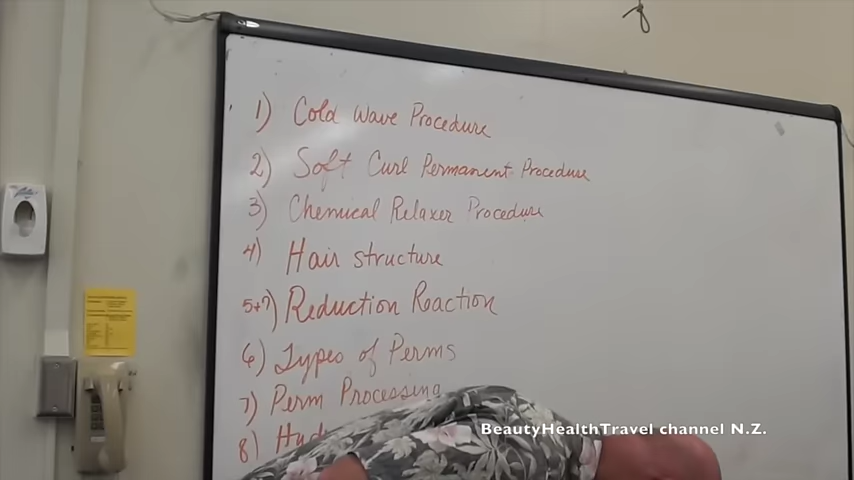 1) Cold Wave Procedure
2) Soft Curl Permanent Procedure
3) Chemical Relaxer Procedure
4) Hair structure
5+7) Reduction Reaction
6) Types of Perms
7) Perm Processing
8)
BeautyHealthTravel channel N.Z.